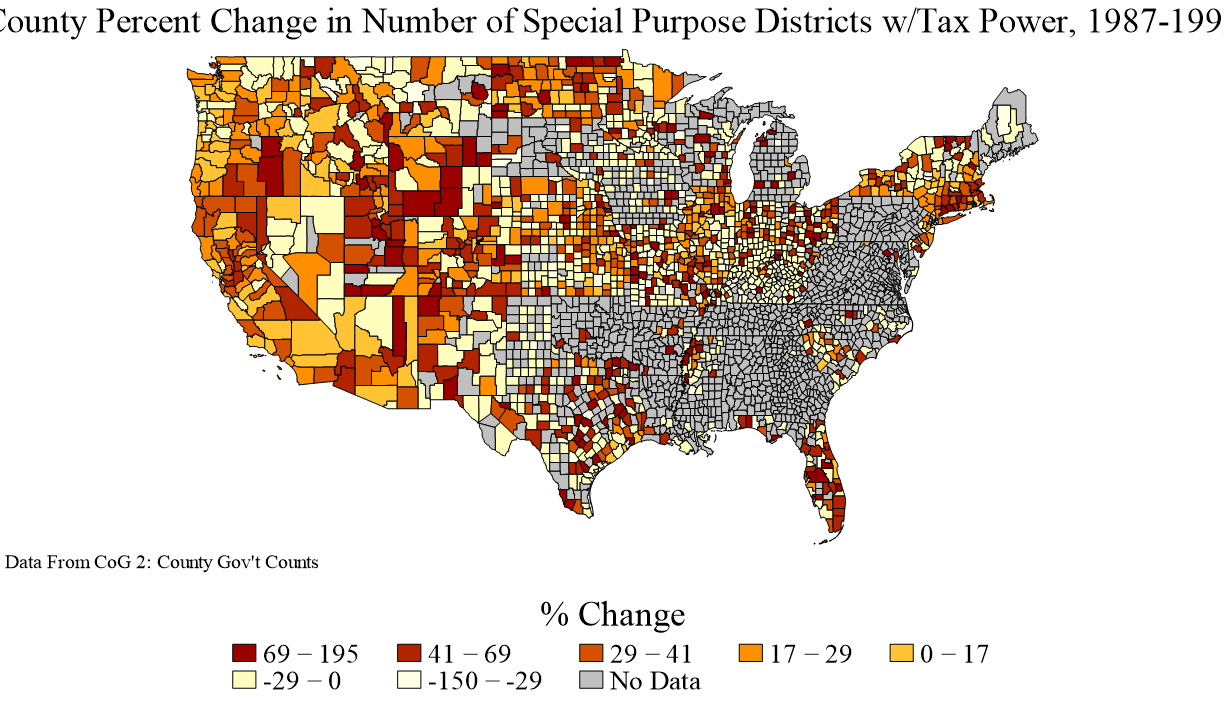 County Percent Change in Number of Special Purpose Districts w/Tax Power, 1987-199
Data From CoG 2: County Gov't Counts
% Change
69 – 195 41 – 69 29 – 41 17 – 29 0 – 17
-29 – 0 -150 – -29 No Data